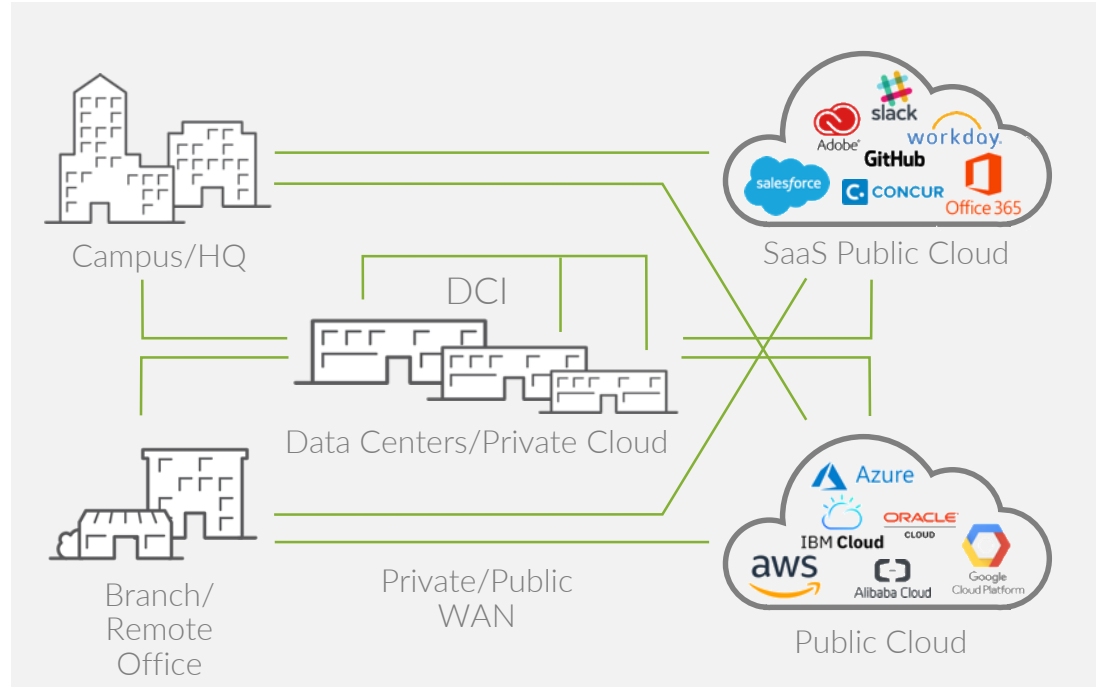 slack
Adobe
workday.
GitHub
salesforce
C. CONCUR
Office 365
Campus/HQ
SaaS Public Cloud
DCI
Data Centers/Private Cloud
Azure
ORACLE
CLOUD
IBM Cloud
aws
Alibaba Cloud
Google
Cloud Platform
Branch/
Remote
Office
Private/Public
WAN
Public Cloud